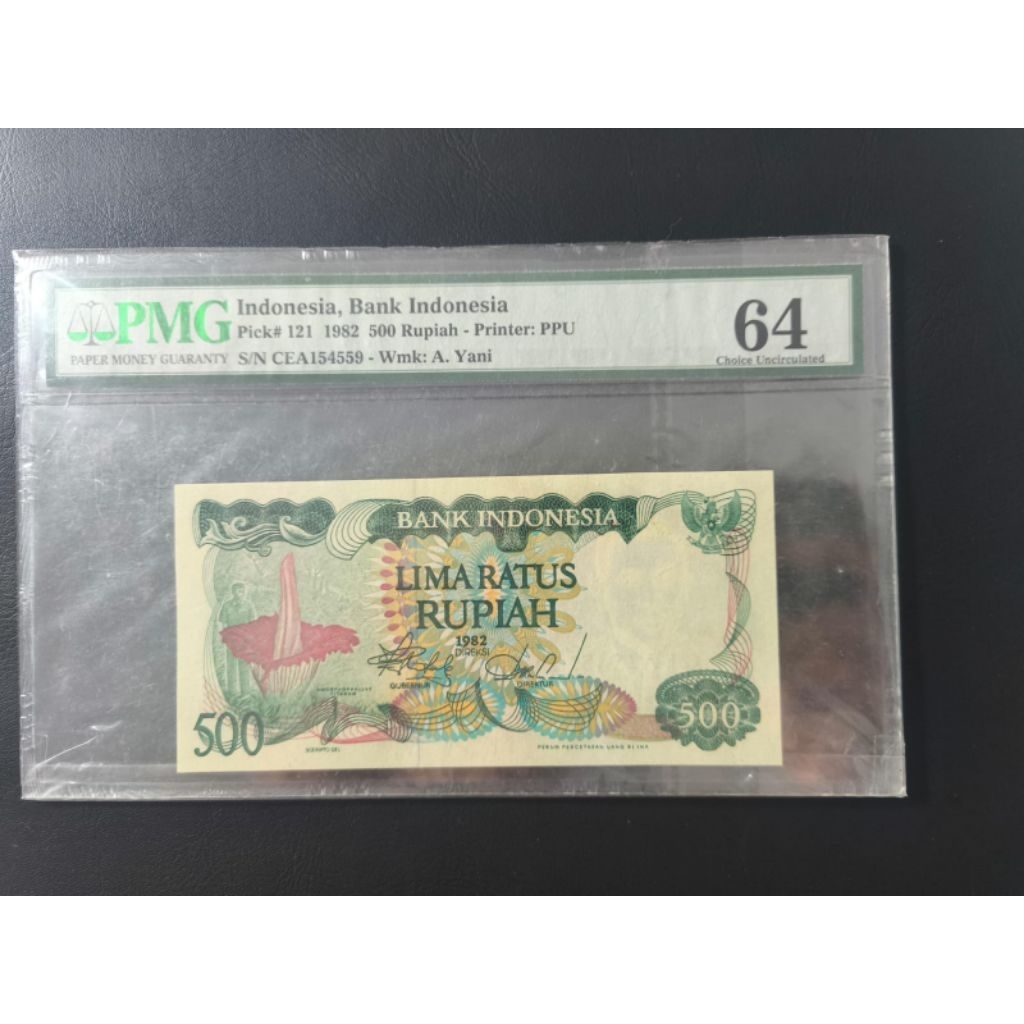 PMG
PAPER MONEY GUARANTY
Indonesia, Bank Indonesia
Pick# 121 1982 500 Rupiah - Printer: PPU
S/N CEA154559 - Wmk: A. Yani
64
Choice Uncirculated
BANK INDONESIA
LIMA RATUS
RUPIAH
1982
DIREKSI
GUBERNUR
DIREKTUR
500
500
PERUM PERCETAKAN UANG RI